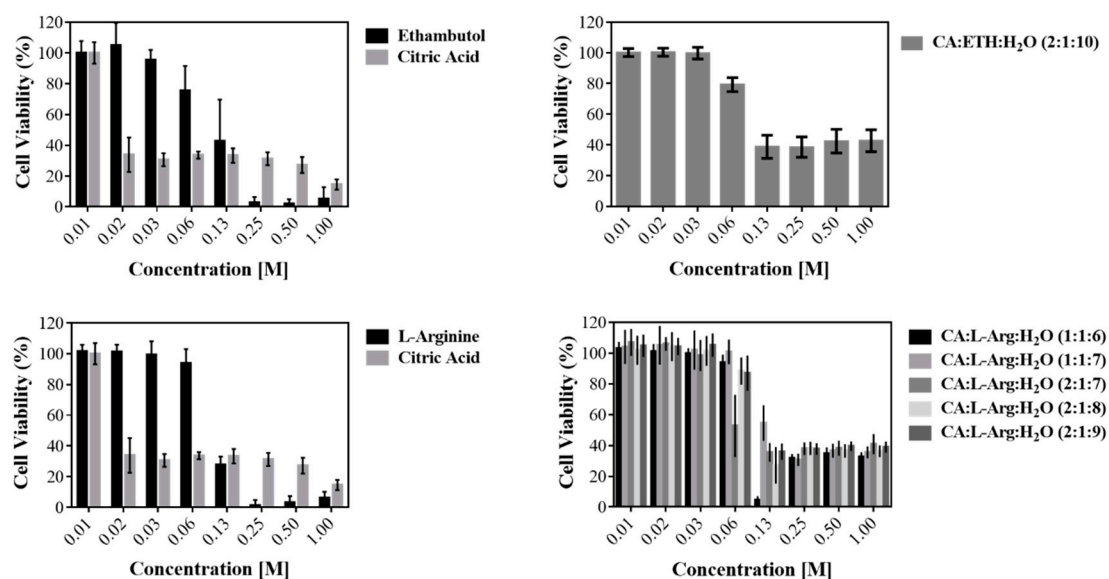 120
100
80
60
40
20
0
Cell Viability (%)
0.01 0.02 0.03 0.06 0.13 0.25 0.50 1.00
Concentration [M]
Ethambutol
Citric Acid
120
100
80
60
40
20
0
Cell Viability (%)
0.01 0.02 0.03 0.06 0.13 0.25 0.50 1.00
Concentration [M]
CA:ETH:H₂O (2:1:10)
120
100
80
60
40
20
0
Cell Viability (%)
0.01 0.02 0.03 0.06 0.13 0.25 0.50 1.00
Concentration [M]
L-Arginine
Citric Acid
120
100
80
60
40
20
0
Cell Viability (%)
0.01 0.02 0.03 0.06 0.13 0.25 0.50 1.00
Concentration [M]
CA:L-Arg:H₂O (1:1:6)
CA:L-Arg:H₂O (1:1:7)
CA:L-Arg:H₂O (2:1:7)
CA:L-Arg:H₂O (2:1:8)
CA:L-Arg:H₂O (2:1:9)